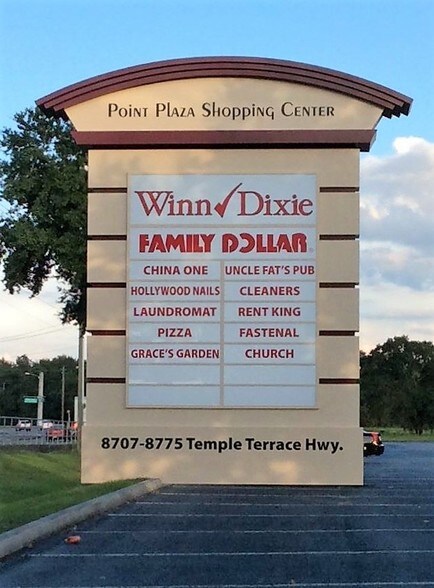 Point Plaza Shopping Center
Winn✓Dixie
FAMILY DOLLAR
CHINA ONE UNCLE FAT'S PUB
HOLLYWOOD NAILS CLEANERS
LAUNDROMAT RENT KING
PIZZA FASTENAL
GRACE'S GARDEN CHURCH
8707-8775 Temple Terrace Hwy.